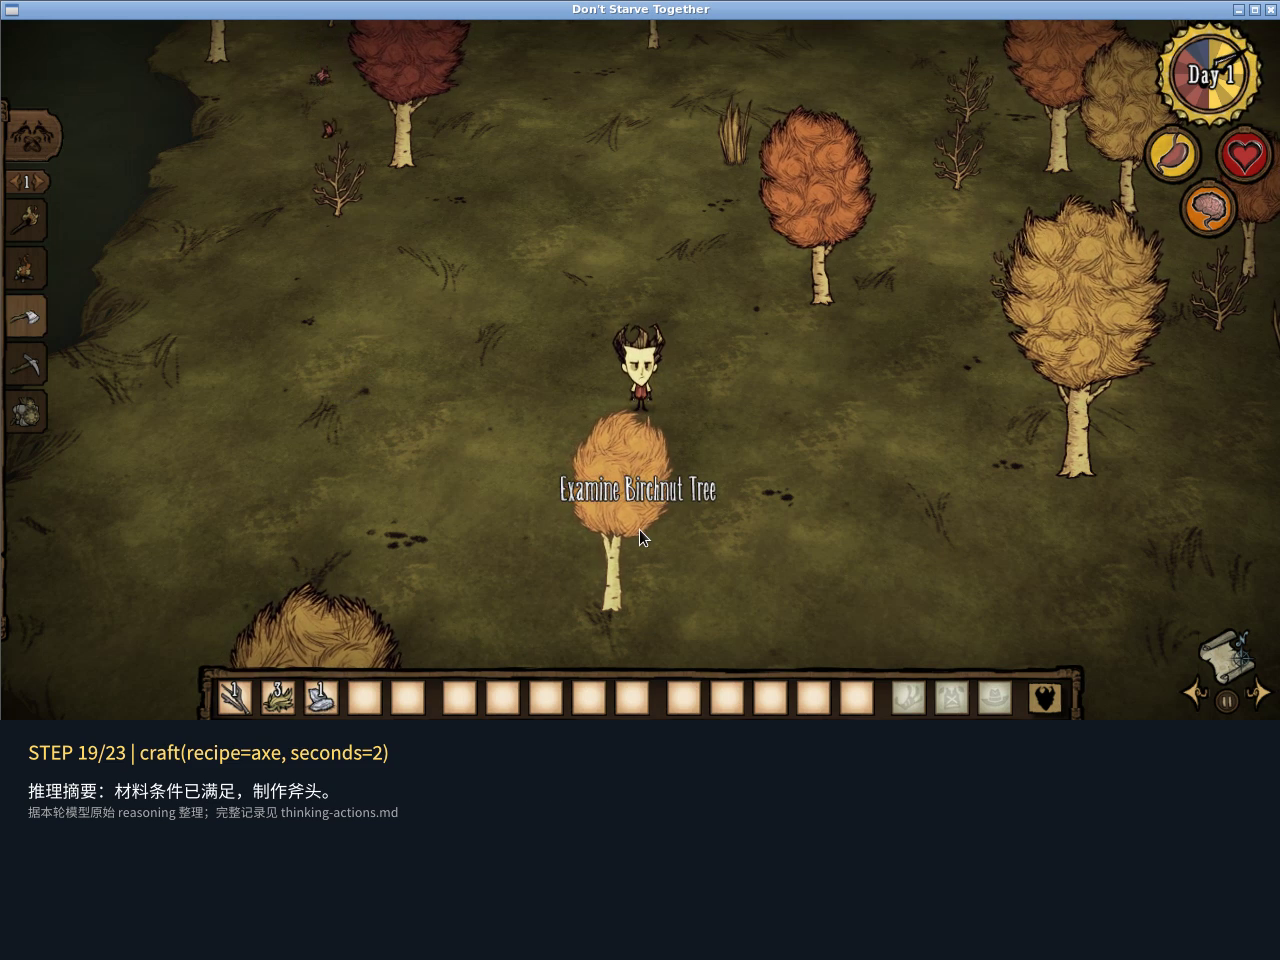 Don't Starve Together
Day 1
1
Examine Birchnut Tree
1
3
1
STEP 19/23 | craft(recipe=axe, seconds=2)
推理摘要：材料条件已满足，制作斧头。
据本轮模型原始 reasoning 整理；完整记录见 thinking-actions.md